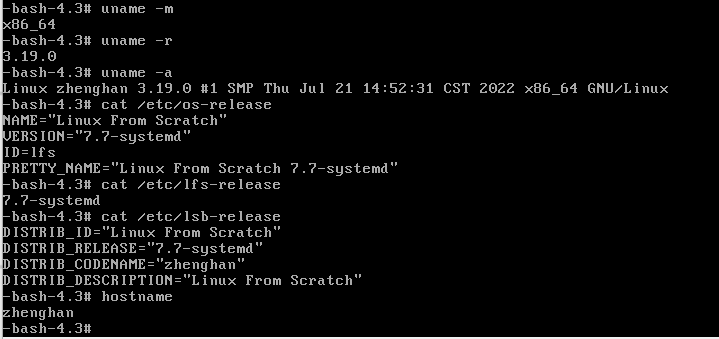 -bash-4.3# uname -m
x86_64
-bash-4.3# uname -r
3.19.0
-bash-4.3# uname -a
Linux zhenghan 3.19.0 #1 SMP Thu Jul 21 14:52:31 CST 2022 x86_64 GNU/Linux
-bash-4.3# cat /etc/os-release
NAME="Linux From Scratch"
VERSION="7.7-systemd"
ID=lfs
PRETTY_NAME="Linux From Scratch 7.7-systemd"
-bash-4.3# cat /etc/lfs-release
7.7-systemd
-bash-4.3# cat /etc/lsb-release
DISTRIB_ID="Linux From Scratch"
DISTRIB_RELEASE="7.7-systemd"
DISTRIB_CODENAME="zhenghan"
DISTRIB_DESCRIPTION="Linux From Scratch"
-bash-4.3# hostname
zhenghan
-bash-4.3#